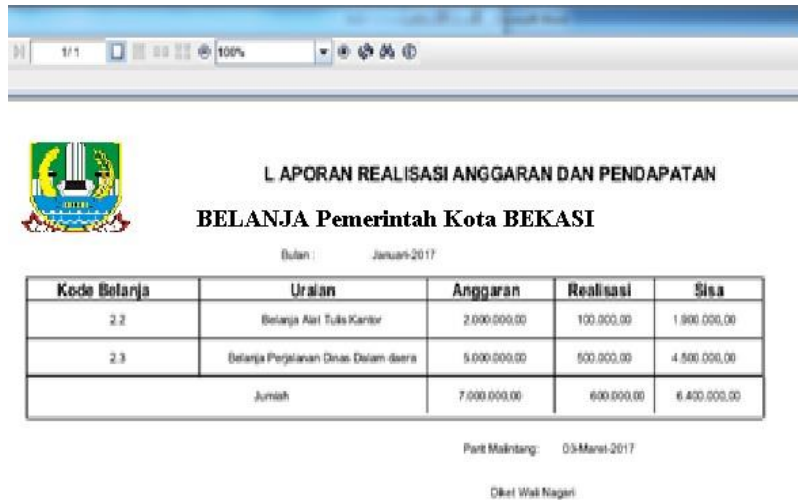 1/1 100%
L APORAN REALISASI ANGGARAN DAN PENDAPATAN
BELANJA Pemerintah Kota BEKASI
Bulan : Januari-2017
Kode Belanja Uraian Anggaran Realisasi Sisa
2.2 Belanja Alat Tulis Kantor 2.000.000,00 100.000,00 1.900.000,00
2.3 Belanja Perjalanan Dinas Dalam daera 5.000.000,00 500.000,00 4.500.000,00
Jumlah 7.000.000,00 600.000,00 6.400.000,00
Parit Malintang: 03-Maret-2017
Diket Wali Nagari